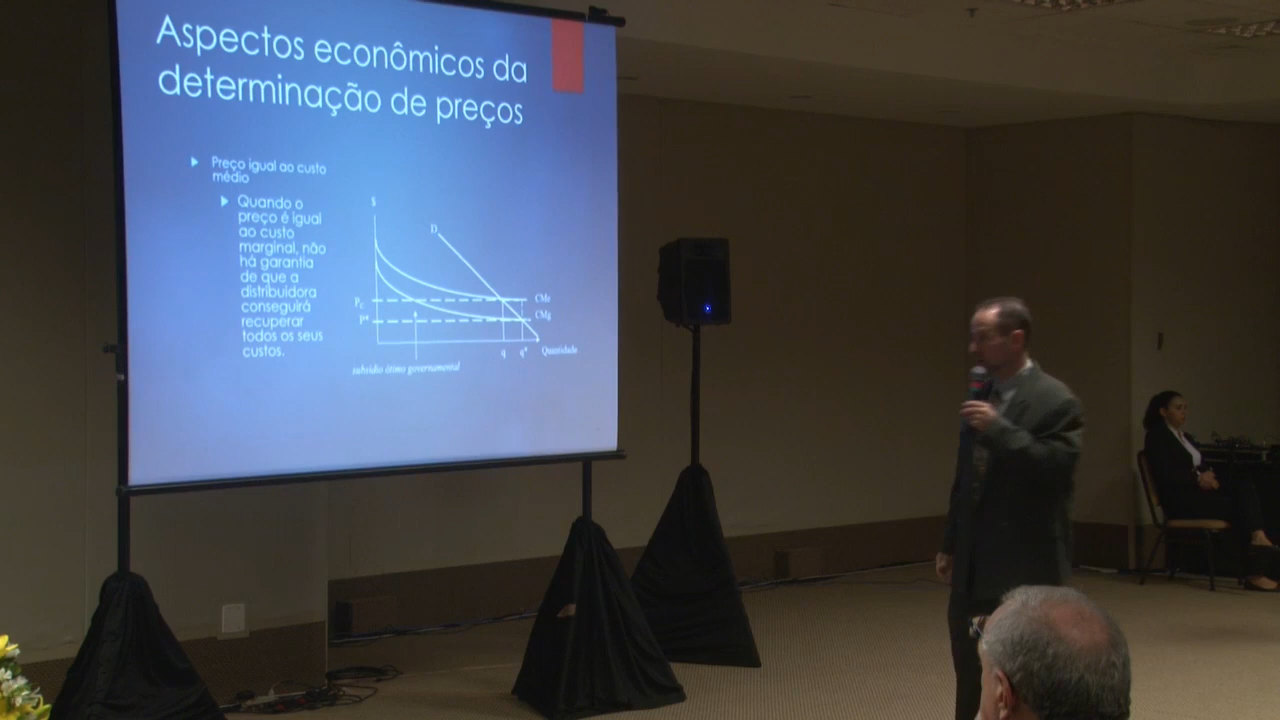 Aspectos econômicos da
determinação de preços
Preço igual ao custo
médio
Quando o
preço é igual
ao custo
marginal, não
há garantia
de que a
distribuidora
conseguirá
recuperar
todos os seus
custos.
$
D
Pc
CMe
P*
CMg
q
q*
Quantidade
subsídio ótimo governamental